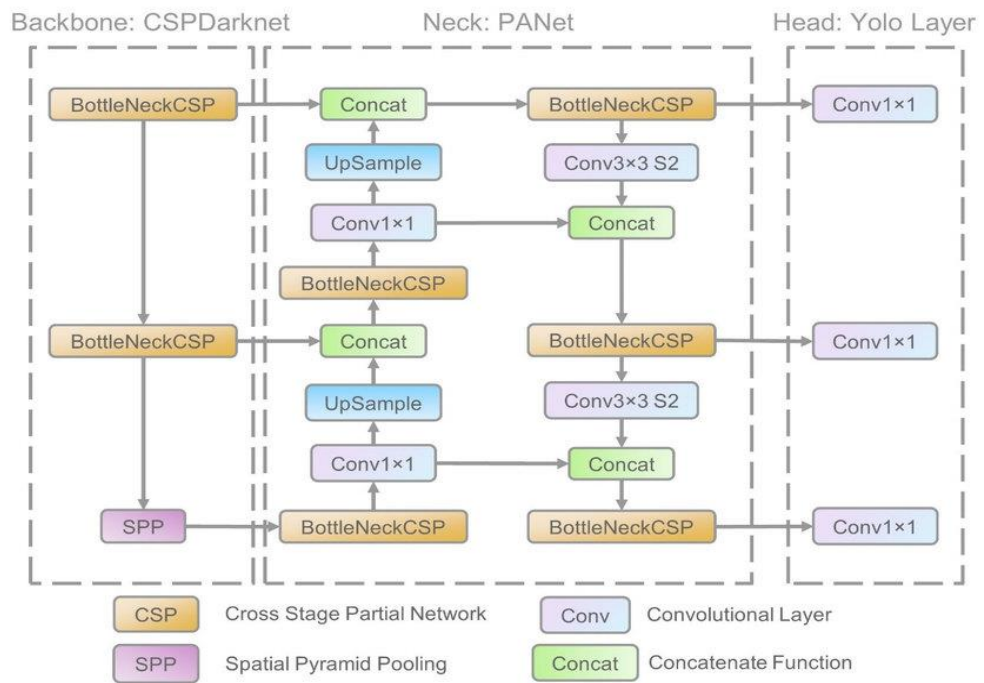 Backbone: CSPDarknet
Neck: PANet
Head: Yolo Layer
BottleNeckCSP
Concat
BottleNeckCSP
Conv1×1
UpSample
Conv3×3 S2
Conv1×1
Concat
BottleNeckCSP
BottleNeckCSP
Concat
BottleNeckCSP
Conv1×1
UpSample
Conv3×3 S2
Conv1×1
Concat
SPP
BottleNeckCSP
BottleNeckCSP
Conv1×1
CSP
Cross Stage Partial Network
Conv
Convolutional Layer
SPP
Spatial Pyramid Pooling
Concat
Concatenate Function